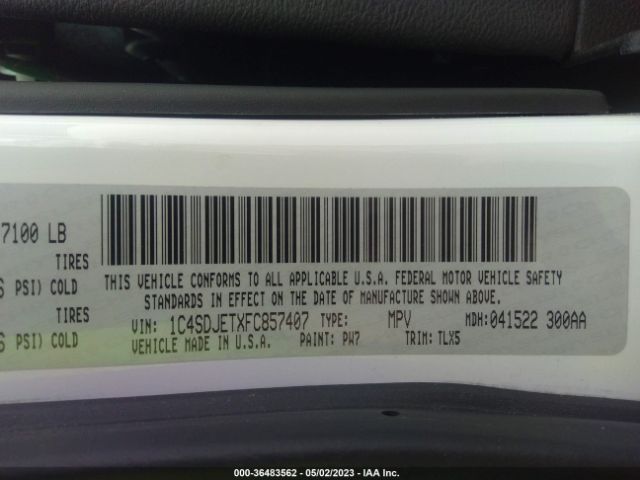 7100 LB
TIRES
PSI) COLD
TIRES
PSI) COLD
THIS VEHICLE CONFORMS TO ALL APPLICABLE U.S.A. FEDERAL MOTOR VEHICLE SAFETY
STANDARDS IN EFFECT ON THE DATE OF MANUFACTURE SHOWN ABOVE.
VIN: 1C4SDJETXFC857407 TYPE: MPV MDH: 041522 300AA
VEHICLE MADE IN U.S.A. PAINT: PW7 TRIM: TLX5
000-36483562 - 05/02/2023 - IAA Inc.